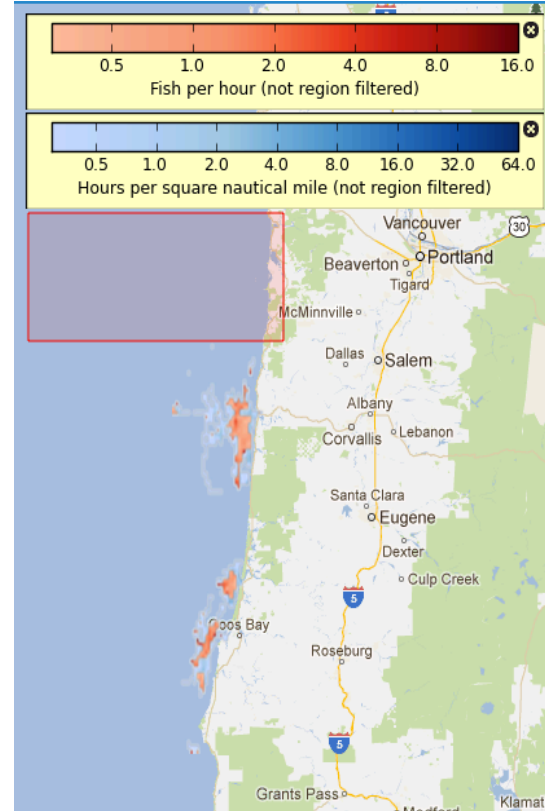 0.5 1.0 2.0 4.0 8.0 16.0
Fish per hour (not region filtered)
0.5 1.0 2.0 4.0 8.0 16.0 32.0 64.0
Hours per square nautical mile (not region filtered)
Vancouver
30
Beaverton
Portland
Tigard
McMinnville
Dallas
Salem
Albany
Corvallis
Lebanon
Santa Clara
Eugene
Dexter
Culp Creek
5
Coos Bay
Roseburg
5
Grants Pass
Medford
Klamat